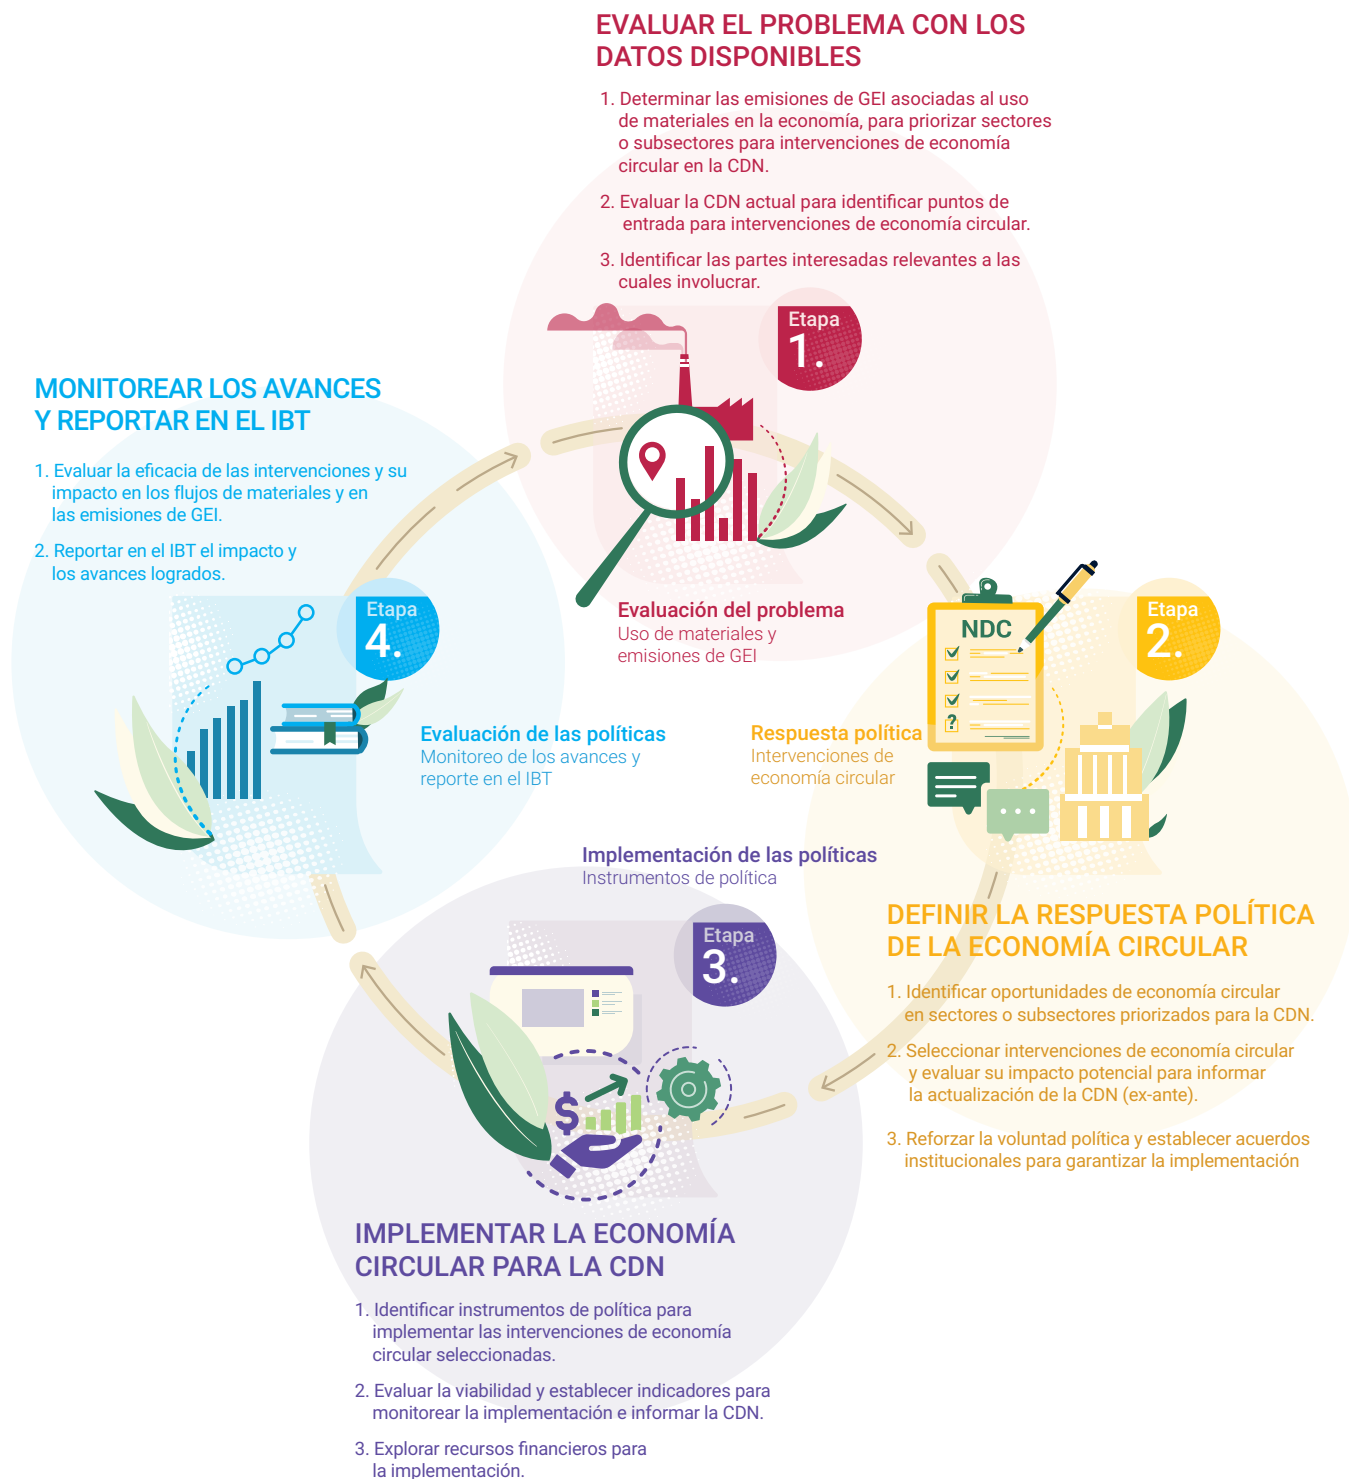 EVALUAR EL PROBLEMA CON LOS
DATOS DISPONIBLES
1. Determinar las emisiones de GEI asociadas al uso
de materiales en la economía, para priorizar sectores
o subsectores para intervenciones de economía
circular en la CDN.
2. Evaluar la CDN actual para identificar puntos de
entrada para intervenciones de economía circular.
3. Identificar las partes interesadas relevantes a las
cuales involucrar.
Etapa
1.
Evaluación del problema
Uso de materiales y
emisiones de GEI
NDC
?
Etapa
2.
Respuesta política
Intervenciones de
economía circular
DEFINIR LA RESPUESTA POLÍTICA
DE LA ECONOMÍA CIRCULAR
1. Identificar oportunidades de economía circular
en sectores o subsectores priorizados para la CDN.
2. Seleccionar intervenciones de economía circular
y evaluar su impacto potencial para informar
la actualización de la CDN (ex-ante).
3. Reforzar la voluntad política y establecer acuerdos
institucionales para garantizar la implementación
Implementación de las políticas
Instrumentos de política
Etapa
3.
$
IMPLEMENTAR LA ECONOMÍA
CIRCULAR PARA LA CDN
1. Identificar instrumentos de política para
implementar las intervenciones de economía
circular seleccionadas.
2. Evaluar la viabilidad y establecer indicadores para
monitorear la implementación e informar la CDN.
3. Explorar recursos financieros para
la implementación.
MONITOREAR LOS AVANCES
Y REPORTAR EN EL IBT
1. Evaluar la eficacia de las intervenciones y su
impacto en los flujos de materiales y en
las emisiones de GEI.
2. Reportar en el IBT el impacto y
los avances logrados.
Etapa
4.
Evaluación de las políticas
Monitoreo de los avances y
reporte en el IBT